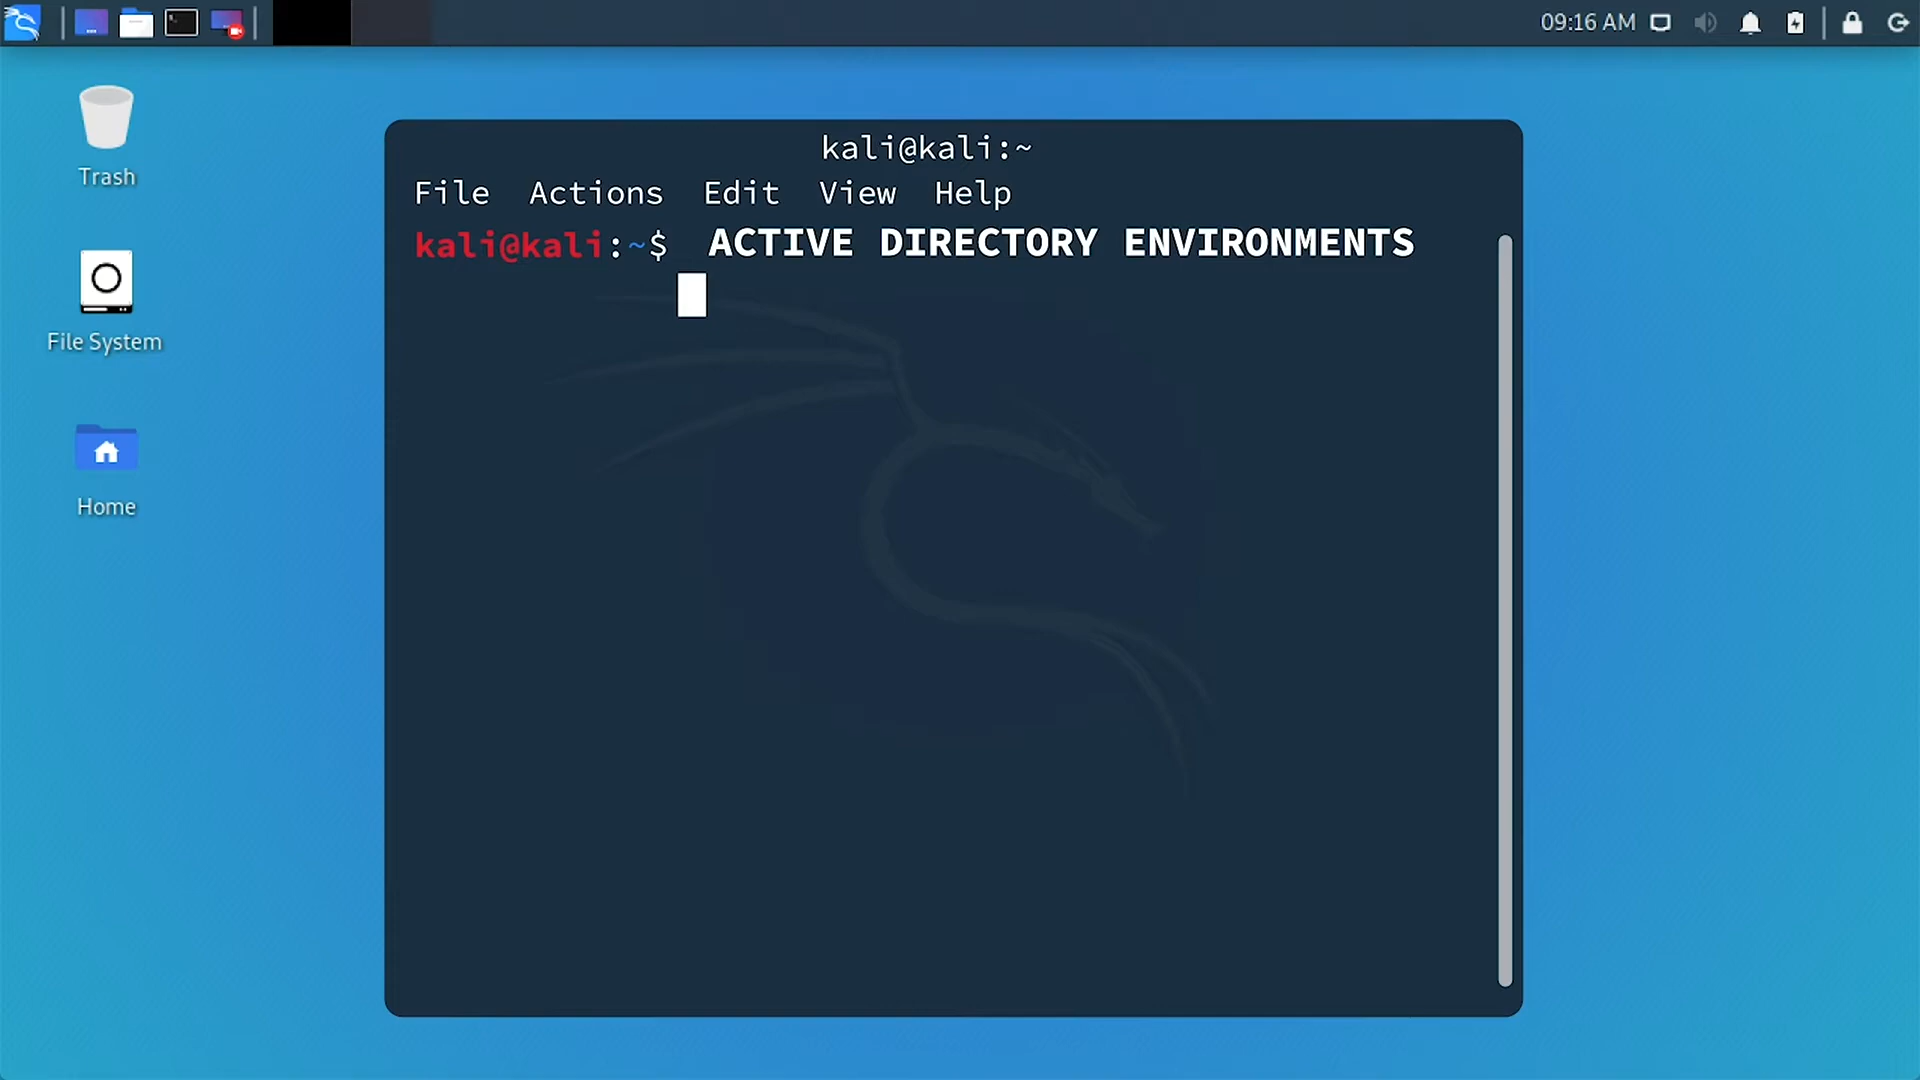 09:16 AM
Trash
File System
Home
kali@kali:~
File Actions Edit View Help
kali@kali:~$ ACTIVE DIRECTORY ENVIRONMENTS